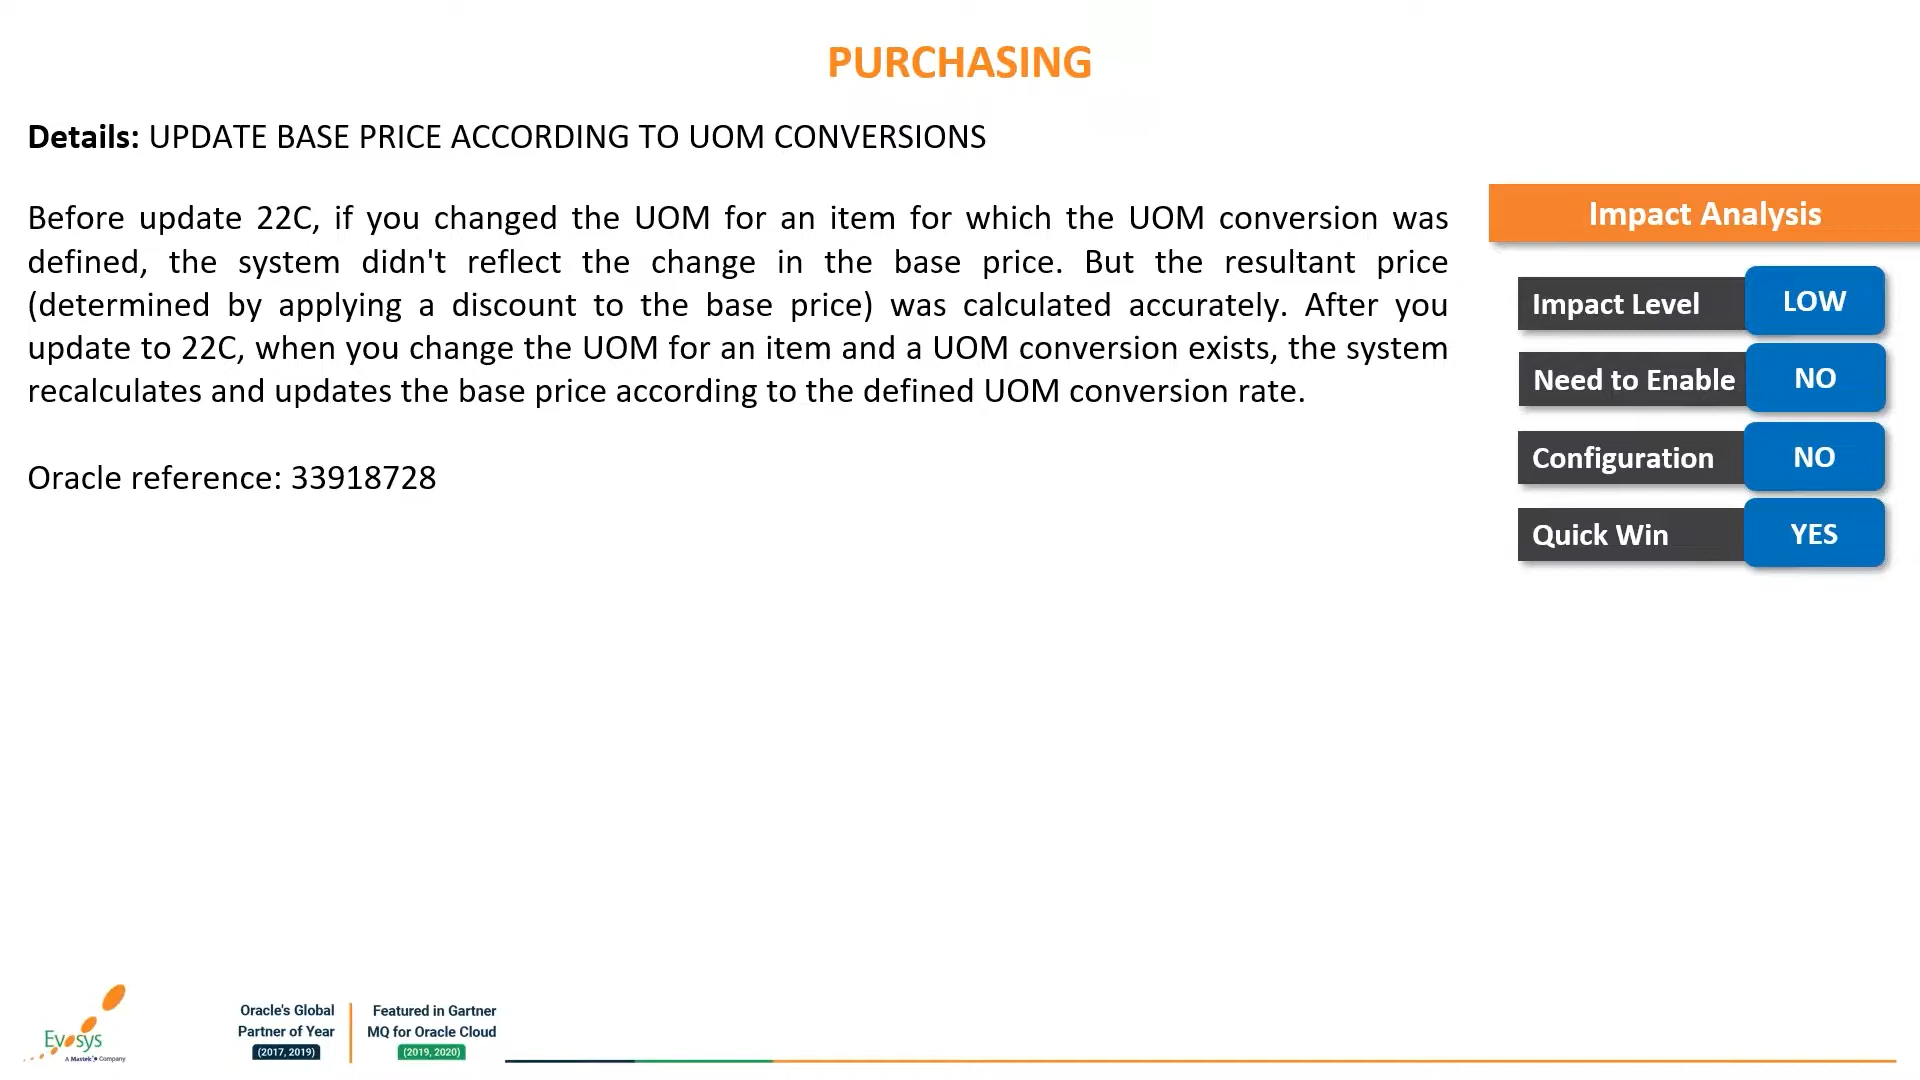 PURCHASING
Details: UPDATE BASE PRICE ACCORDING TO UOM CONVERSIONS
Before update 22C, if you changed the UOM for an item for which the UOM conversion was
defined, the system didn't reflect the change in the base price. But the resultant price
(determined by applying a discount to the base price) was calculated accurately. After you
update to 22C, when you change the UOM for an item and a UOM conversion exists, the system
recalculates and updates the base price according to the defined UOM conversion rate.
Oracle reference: 33918728
Impact Analysis
Impact Level LOW
Need to Enable NO
Configuration NO
Quick Win YES
Evosys
A Mastek Company
Oracle's Global
Partner of Year
(2017, 2019)
Featured in Gartner
MQ for Oracle Cloud
(2019, 2020)